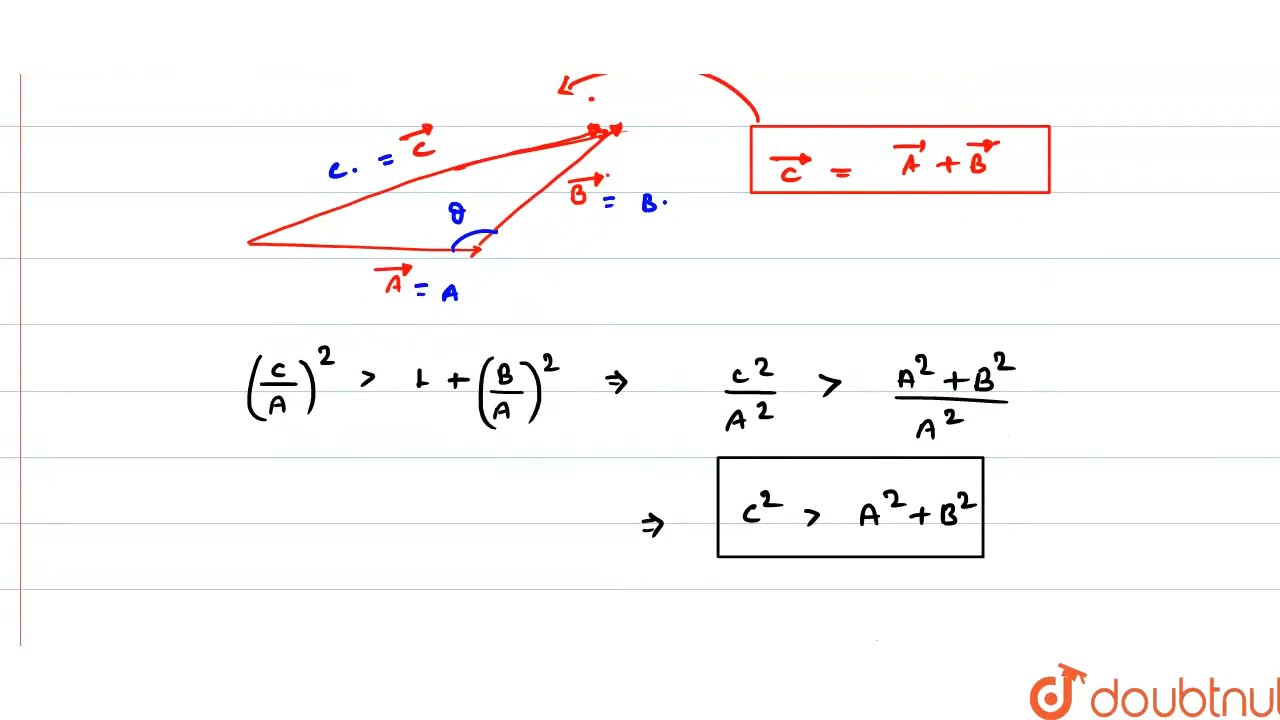 C. = C⃗
C⃗ = A⃗ + B⃗
θ
B⃗ = B.
A⃗ = A
(C/A)² > 1 + (B/A)² ⇒ C²/A² > (A² + B²)/A²
⇒ C² > A² + B²
doubtnut